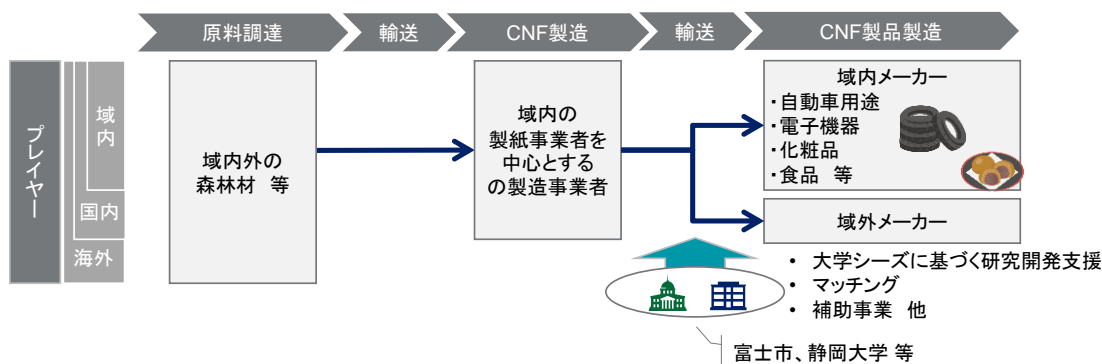 原料調達
輸送
CNF製造
輸送
CNF製品製造
プレイヤー
域内
国内
海外
域内外の
森林材 等
域内の
製紙事業者を
中心とする
の製造事業者
域内メーカー
・自動車用途
・電子機器
・化粧品
・食品 等
域外メーカー
• 大学シーズに基づく研究開発支援
• マッチング
• 補助事業 他
富士市、静岡大学 等